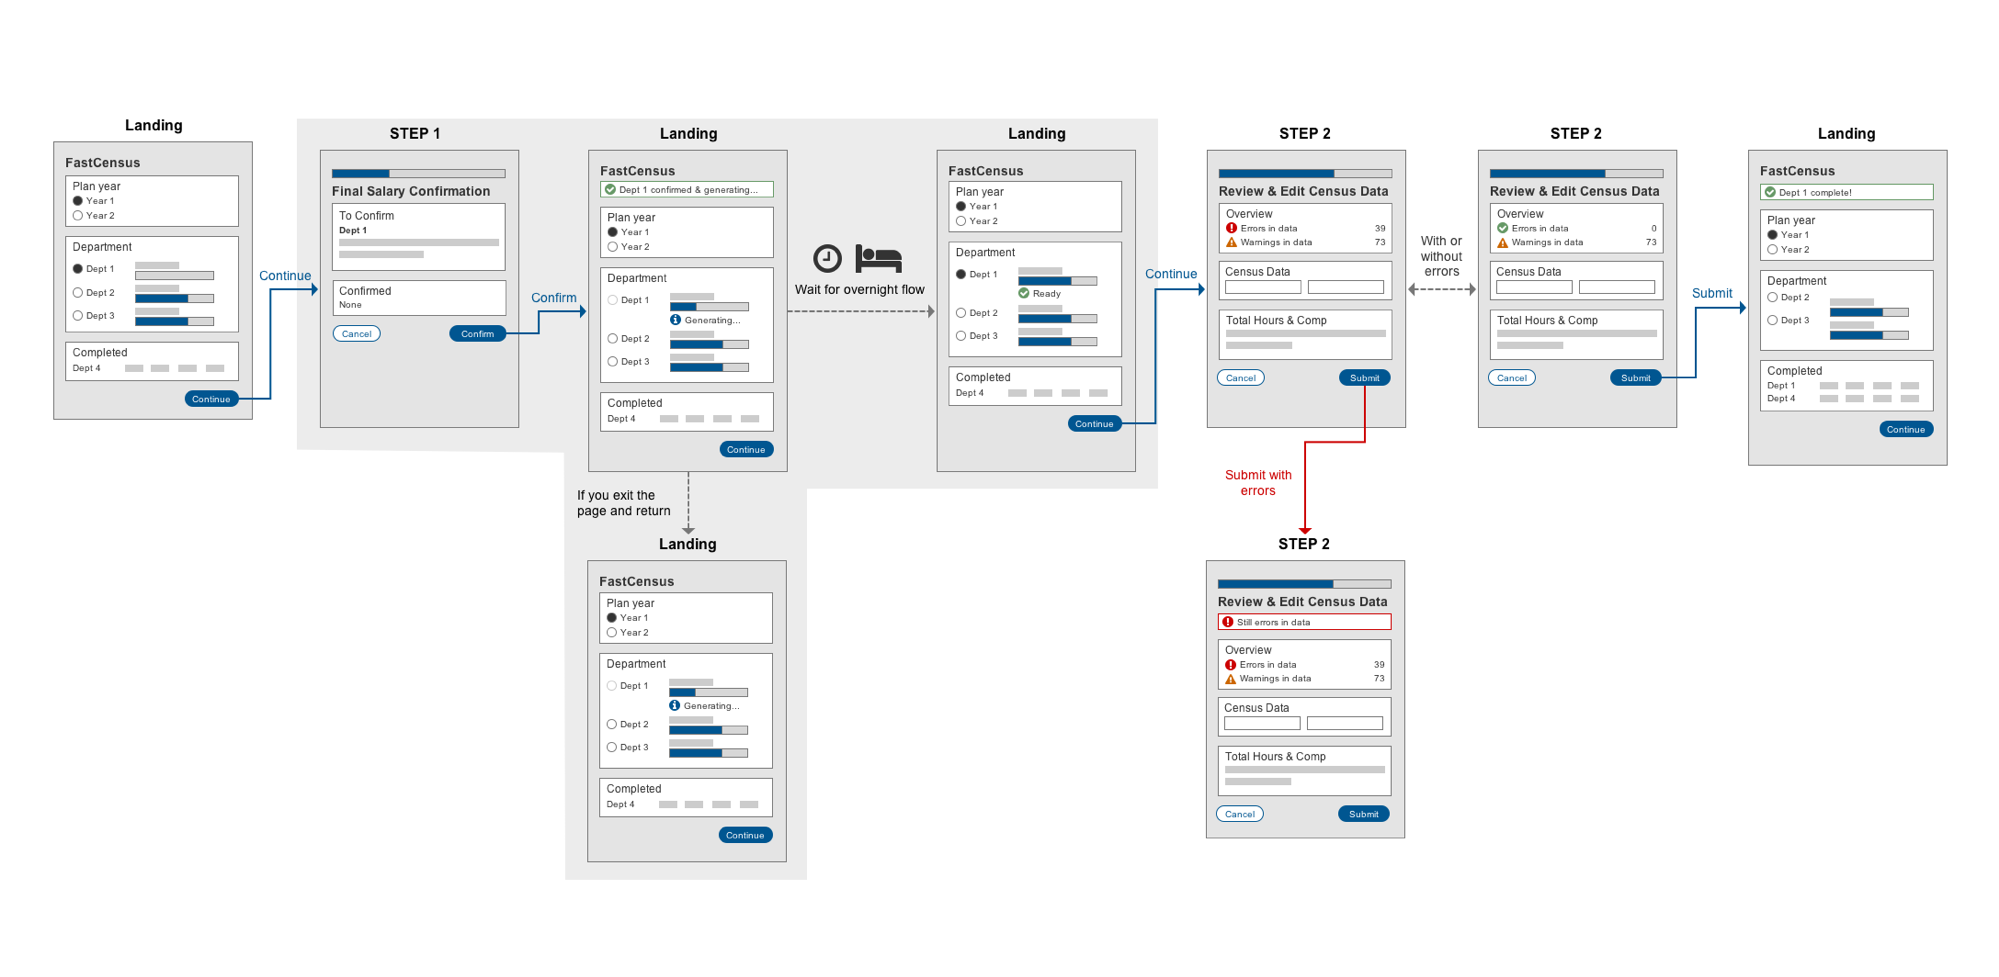 Landing
FastCensus
Plan year
Year 1
Year 2
Department
Dept 1
Dept 2
Dept 3
Completed
Dept 4
Continue
Continue
STEP 1
Final Salary Confirmation
To Confirm
Dept 1
Confirmed
None
Cancel
Confirm
Confirm
Landing
FastCensus
Dept 1 confirmed & generating...
Plan year
Year 1
Year 2
Department
Dept 1
Generating...
Dept 2
Dept 3
Completed
Dept 4
Continue
If you exit the
page and return
Landing
FastCensus
Plan year
Year 1
Year 2
Department
Dept 1
Generating...
Dept 2
Dept 3
Completed
Dept 4
Continue
Wait for overnight flow
Landing
FastCensus
Plan year
Year 1
Year 2
Department
Dept 1
Ready
Dept 2
Dept 3
Completed
Dept 4
Continue
Continue
STEP 2
Review & Edit Census Data
Overview
Errors in data 39
Warnings in data 73
Census Data
Total Hours & Comp
Cancel
Submit
Submit with
errors
STEP 2
Review & Edit Census Data
Still errors in data
Overview
Errors in data 39
Warnings in data 73
Census Data
Total Hours & Comp
Cancel
Submit
With or
without
errors
STEP 2
Review & Edit Census Data
Overview
Errors in data 0
Warnings in data 73
Census Data
Total Hours & Comp
Cancel
Submit
Submit
Landing
FastCensus
Dept 1 complete!
Plan year
Year 1
Year 2
Department
Dept 2
Dept 3
Completed
Dept 1
Dept 4
Continue